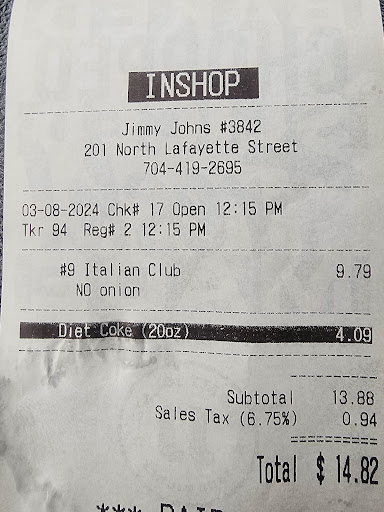 INSHOP
Jimmy Johns #3842
201 North Lafayette Street
704-419-2695
03-08-2024 Chk# 17 Open 12:15 PM
Tkr 94 Reg# 2 12:15 PM
#9 Italian Club 9.79
NO onion
Diet Coke (20oz) 4.09
Subtotal 13.88
Sales Tax (6.75%) 0.94
Total $ 14.82
*** PAID